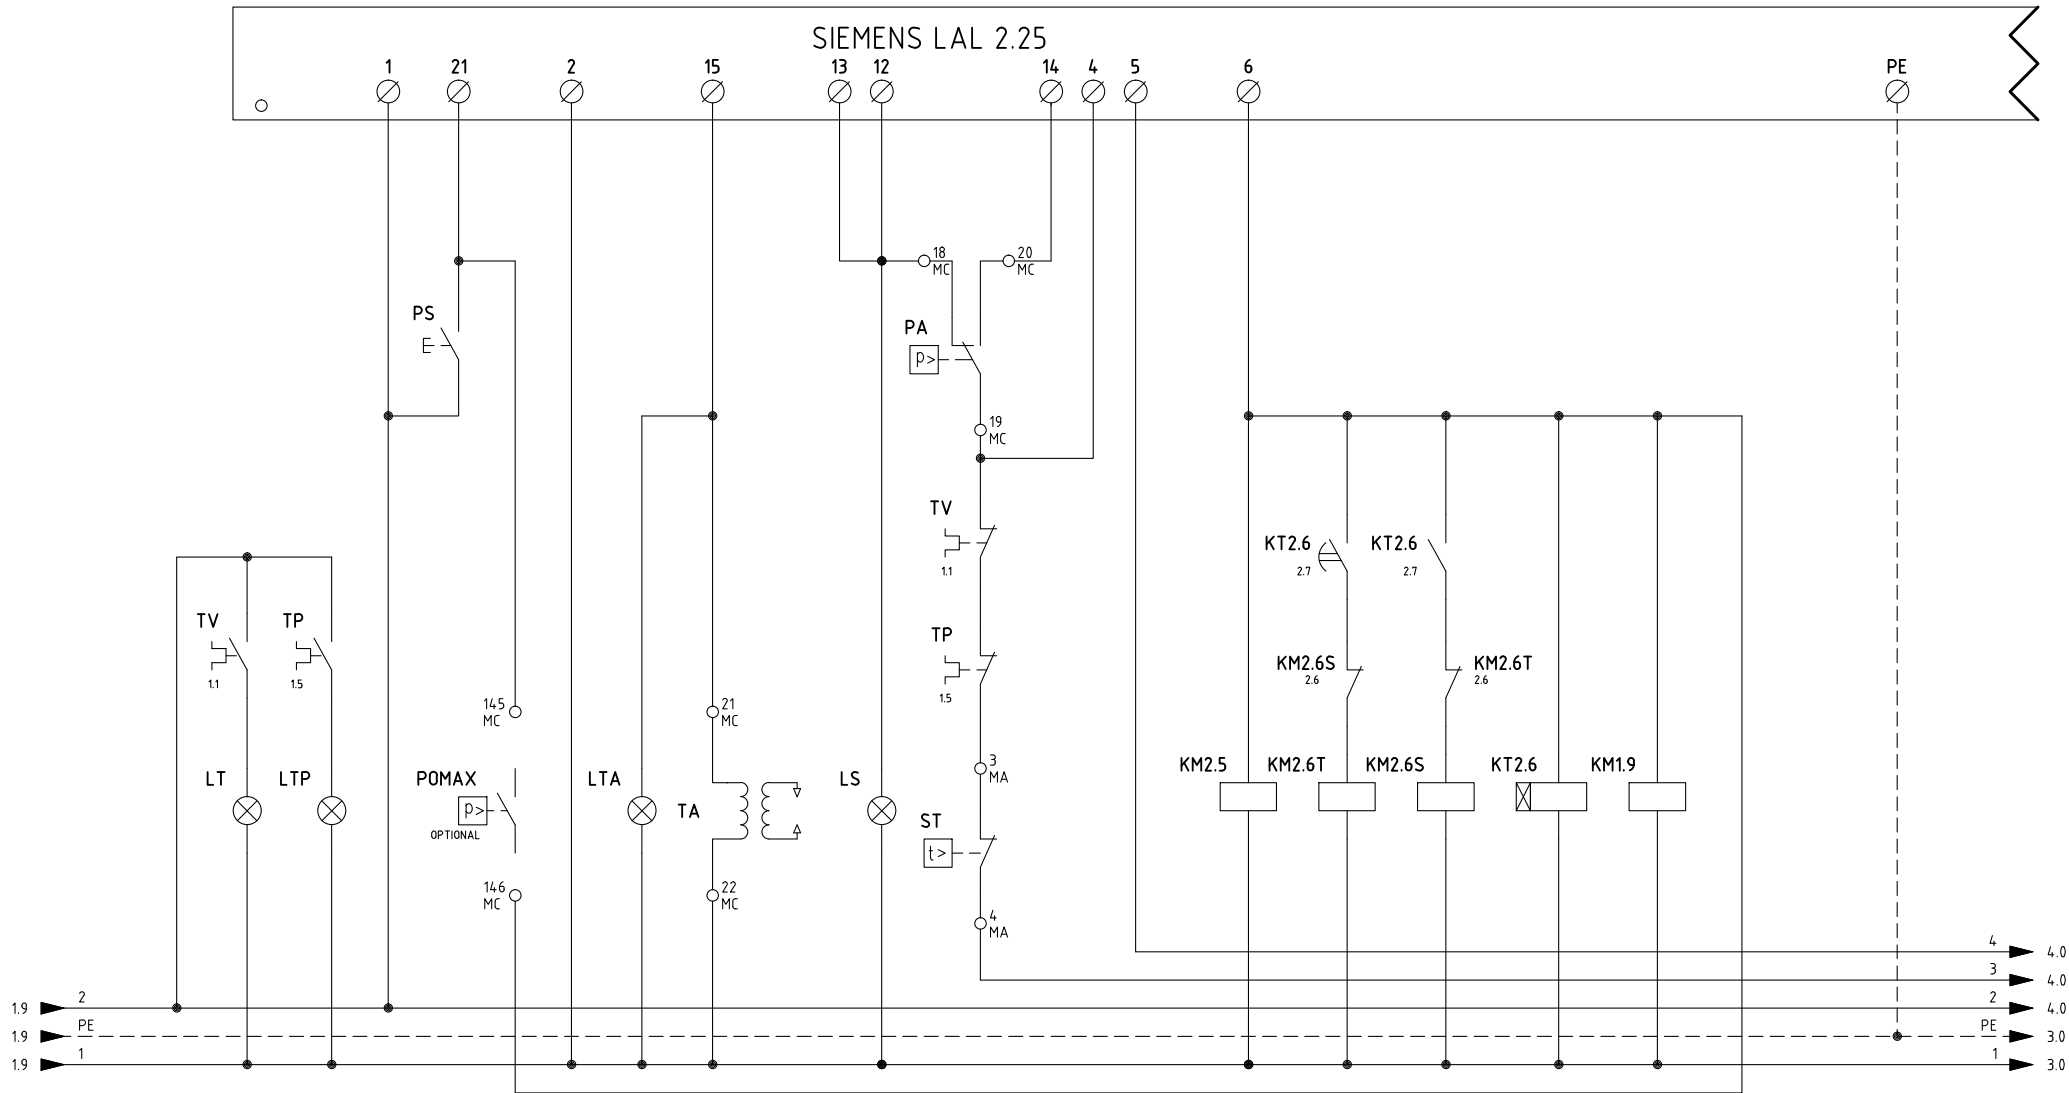 SIEMENS LAL 2.25
1 21 2 15 13 12 14 4 5 6 PE
18
MC
20
MC
PS
PA
p>
19
MC
TV
1.1
KT2.6
2.7
KT2.6
2.7
TV
1.1
TP
1.5
TP
1.5
KM2.6S
2.6
KM2.6T
2.6
145
MC
21
MC
3
MA
LT
LTP
POMAX
p>
OPTIONAL
LTA
TA
LS
KM2.5
KM2.6T
KM2.6S
KT2.6
KM1.9
ST
t>
146
MC
22
MC
4
MA
4 4.0
3 4.0
1.9 2 2 4.0
1.9 PE PE 3.0
1.9 1 1 3.0